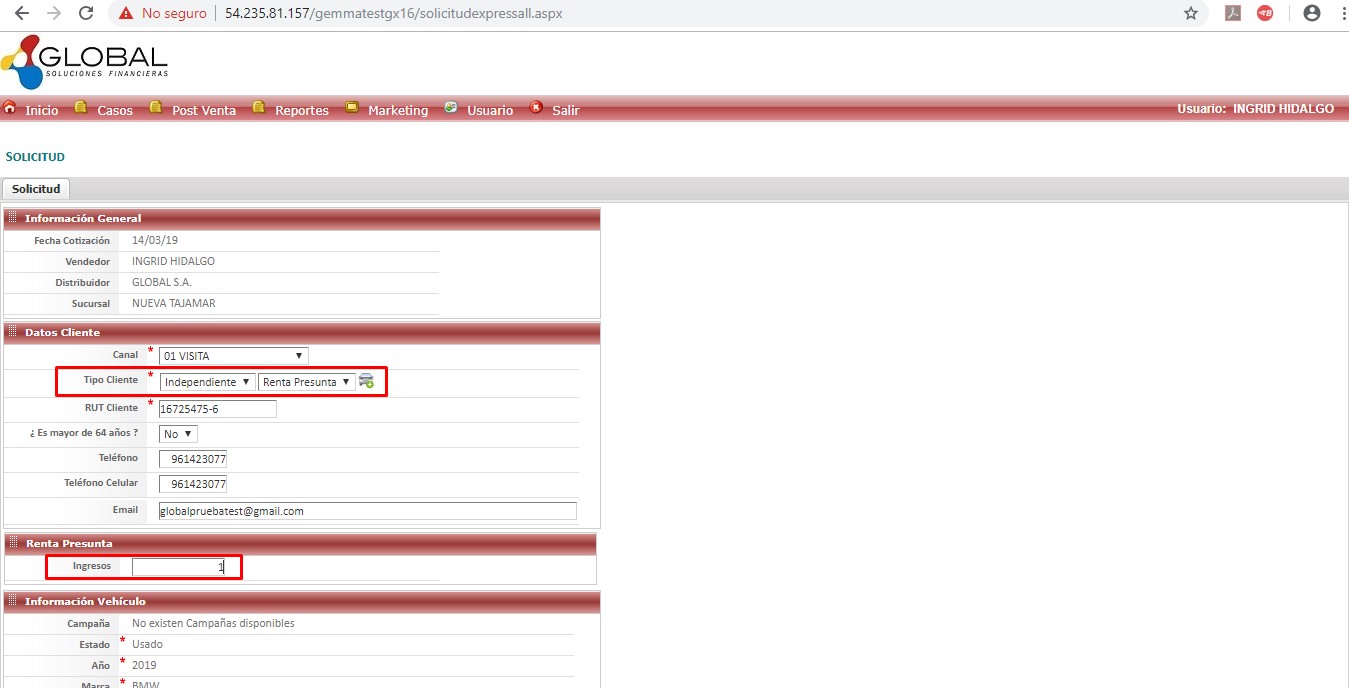 No seguro 54.235.81.157/gemmatestgx16/solicitudexpressall.aspx
GLOBAL
SOLUCIONES FINANCIERAS
Inicio Casos Post Venta Reportes Marketing Usuario Salir Usuario: INGRID HIDALGO
SOLICITUD
Solicitud
Información General
Fecha Cotización 14/03/19
Vendedor INGRID HIDALGO
Distribuidor GLOBAL S.A.
Sucursal NUEVA TAJAMAR
Datos Cliente
Canal * 01 VISITA
Tipo Cliente * Independiente Renta Presunta
RUT Cliente * 16725475-6
¿ Es mayor de 64 años ? No
Teléfono 961423077
Teléfono Celular 961423077
Email globalpruebatest@gmail.com
Renta Presunta
Ingresos 1
Información Vehículo
Campaña No existen Campañas disponibles
Estado * Usado
Año * 2019
Marca * BMW